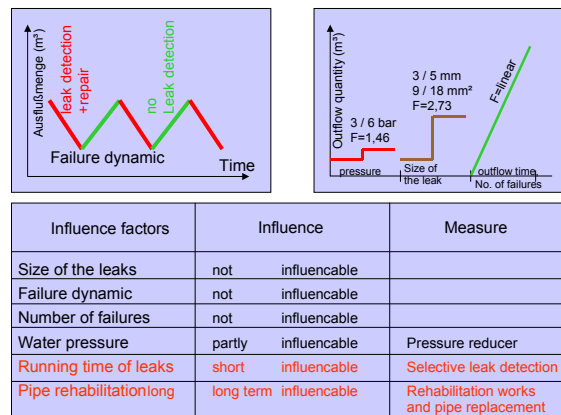 Ausflußmenge (m³)
leak detection
+repair
no
Leak detection
Failure dynamic
Time
Outflow quantity (m³)
3 / 6 bar
F=1,46
3 / 5 mm
9 / 18 mm²
F=2,73
F=linear
pressure
Size of
the leak
outflow time
No. of failures
Influence factors Influence Measure
Size of the leaks not influencable
Failure dynamic not influencable
Number of failures not influencable
Water pressure partly influencable Pressure reducer
Running time of leaks short influencable Selective leak detection
Pipe rehabilitationlong long term influencable Rehabilitation works
and pipe replacement